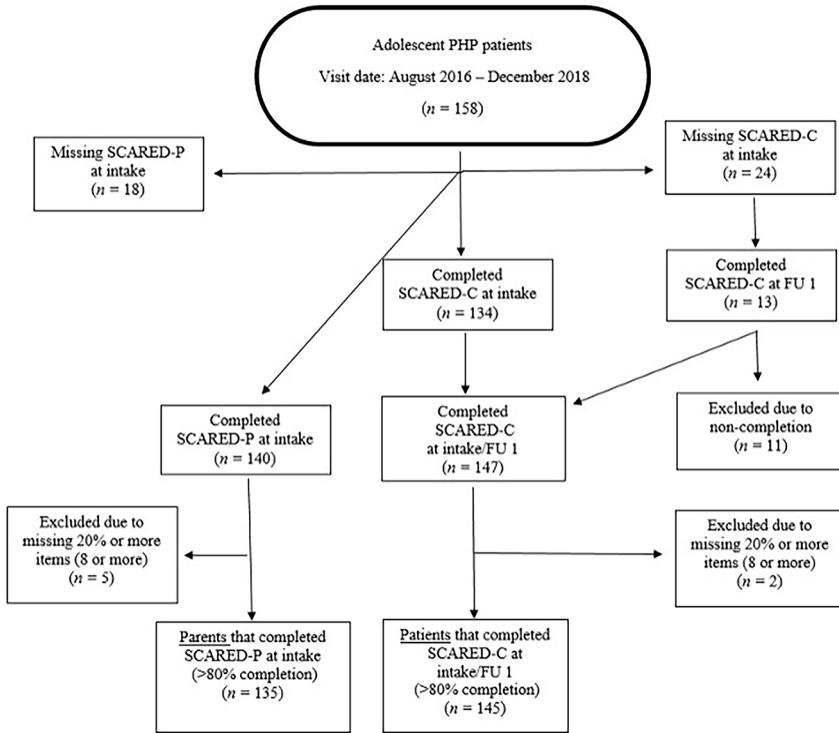 Adolescent PHP patients
Visit date: August 2016 – December 2018
(n = 158)
Missing SCARED-P
at intake
(n = 18)
Missing SCARED-C
at intake
(n = 24)
Completed
SCARED-C at intake
(n = 134)
Completed
SCARED-C at FU 1
(n = 13)
Completed
SCARED-P at intake
(n = 140)
Completed
SCARED-C
at intake/FU 1
(n = 147)
Excluded due to
non-completion
(n = 11)
Excluded due to
missing 20% or more
items (8 or more)
(n = 5)
Excluded due to
missing 20% or more
items (8 or more)
(n = 2)
Parents that completed
SCARED-P at intake
(>80% completion)
(n = 135)
Patients that completed
SCARED-C at
intake/FU 1
(>80% completion)
(n = 145)